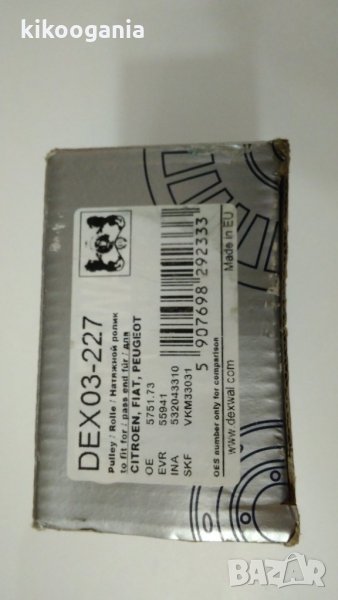 kikoogania
DEX03-227
Pulley / Rolle / Натяжной ролик
to fit for / pass end für / для
CITROEN, FIAT, PEUGEOT
OE 5751.73
EVR 55941
INA 532043310
SKF VKM33031
5 907698 292333
OES number only for comparison
www.dexwal.com
Made in EU
BAZAR